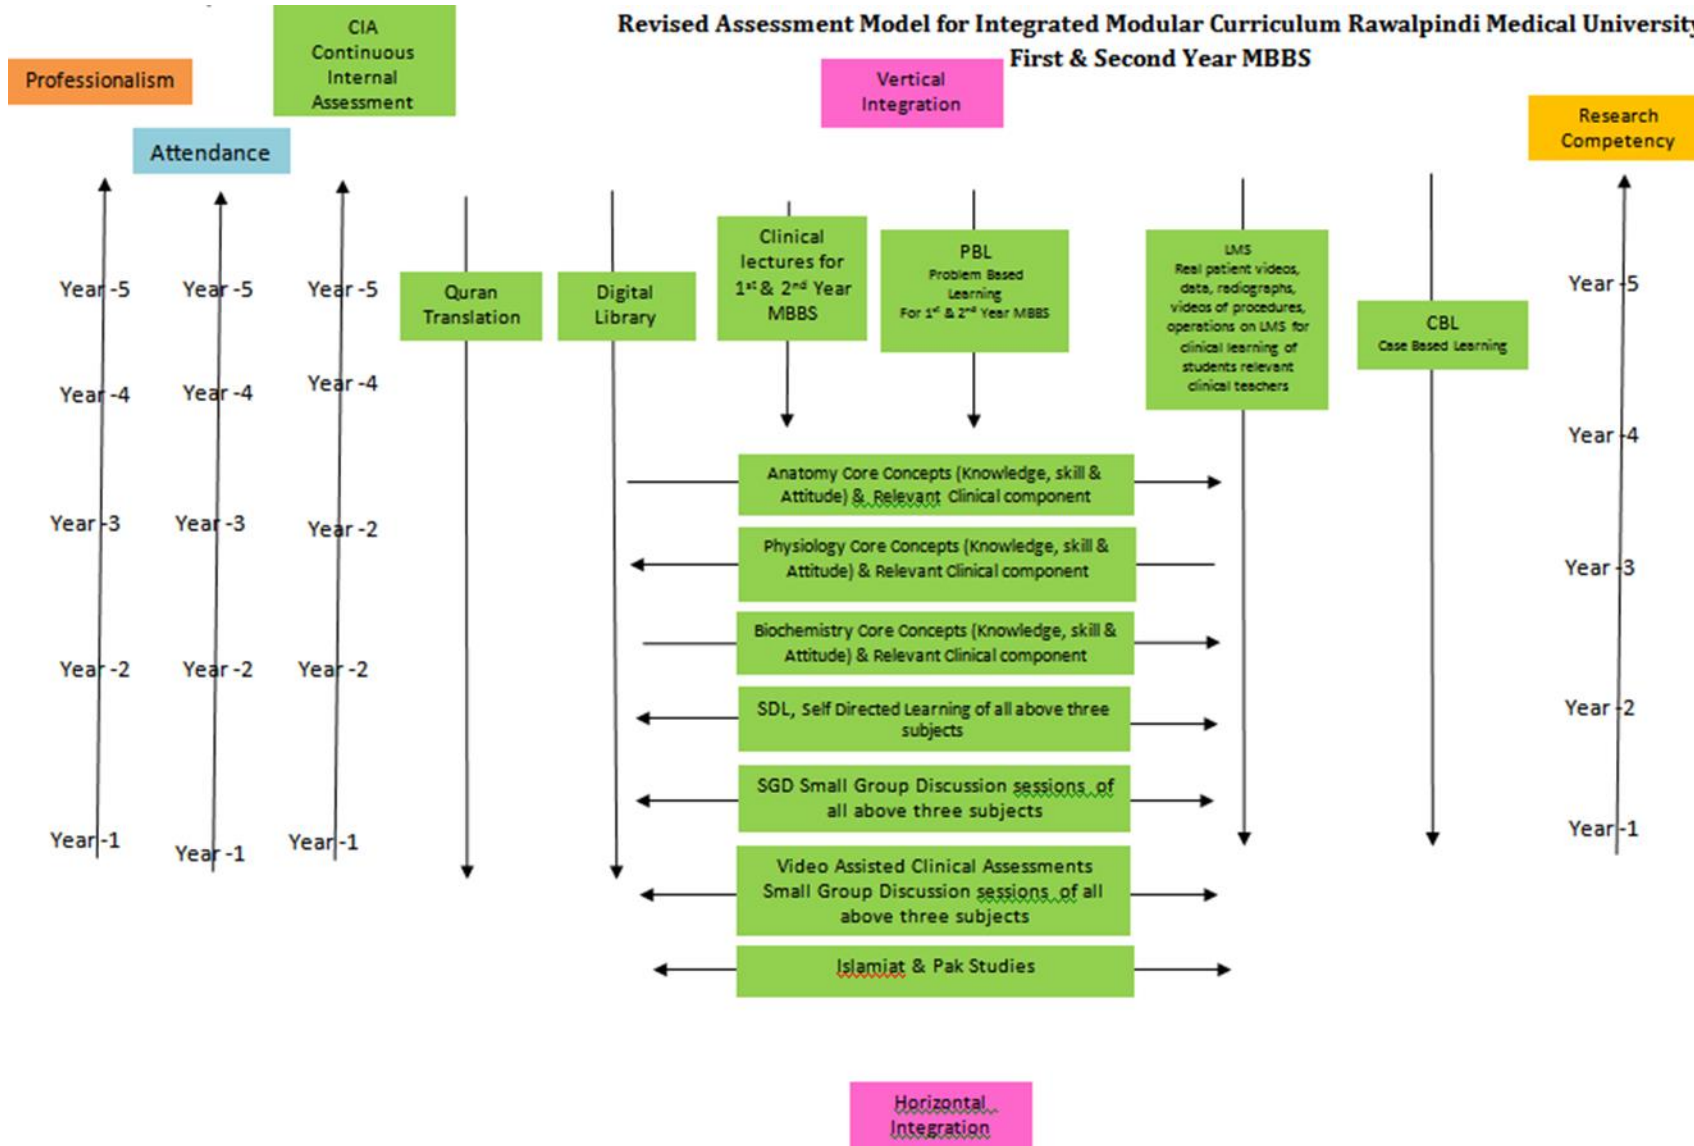 Revised Assessment Model for Integrated Modular Curriculum Rawalpindi Medical University
First & Second Year MBBS
Professionalism
Attendance
CIA
Continuous
Internal
Assessment
Vertical
Integration
Research
Competency
Year -5
Year -4
Year -3
Year -2
Year -1
Year -5
Year -4
Year -3
Year -2
Year -1
Year -5
Year -4
Year -2
Year -2
Year -1
Quran
Translation
Digital
Library
Clinical
lectures for
1st & 2nd Year
MBBS
PBL
Problem Based
Learning
For 1st & 2nd Year MBBS
LMS
Real patient videos,
data, radiographs,
videos of procedures,
operations on LMS for
clinical learning of
students relevant
clinical teachers
CBL
Case Based Learning
Year -5
Year -4
Year -3
Year -2
Year -1
Anatomy Core Concepts (Knowledge, skill &
Attitude) & Relevant Clinical component
Physiology Core Concepts (Knowledge, skill &
Attitude) & Relevant Clinical component
Biochemistry Core Concepts (Knowledge, skill &
Attitude) & Relevant Clinical component
SDL, Self Directed Learning of all above three
subjects
SGD Small Group Discussion sessions of
all above three subjects
Video Assisted Clinical Assessments
Small Group Discussion sessions of all
above three subjects
Islamiat & Pak Studies
Horizontal
Integration